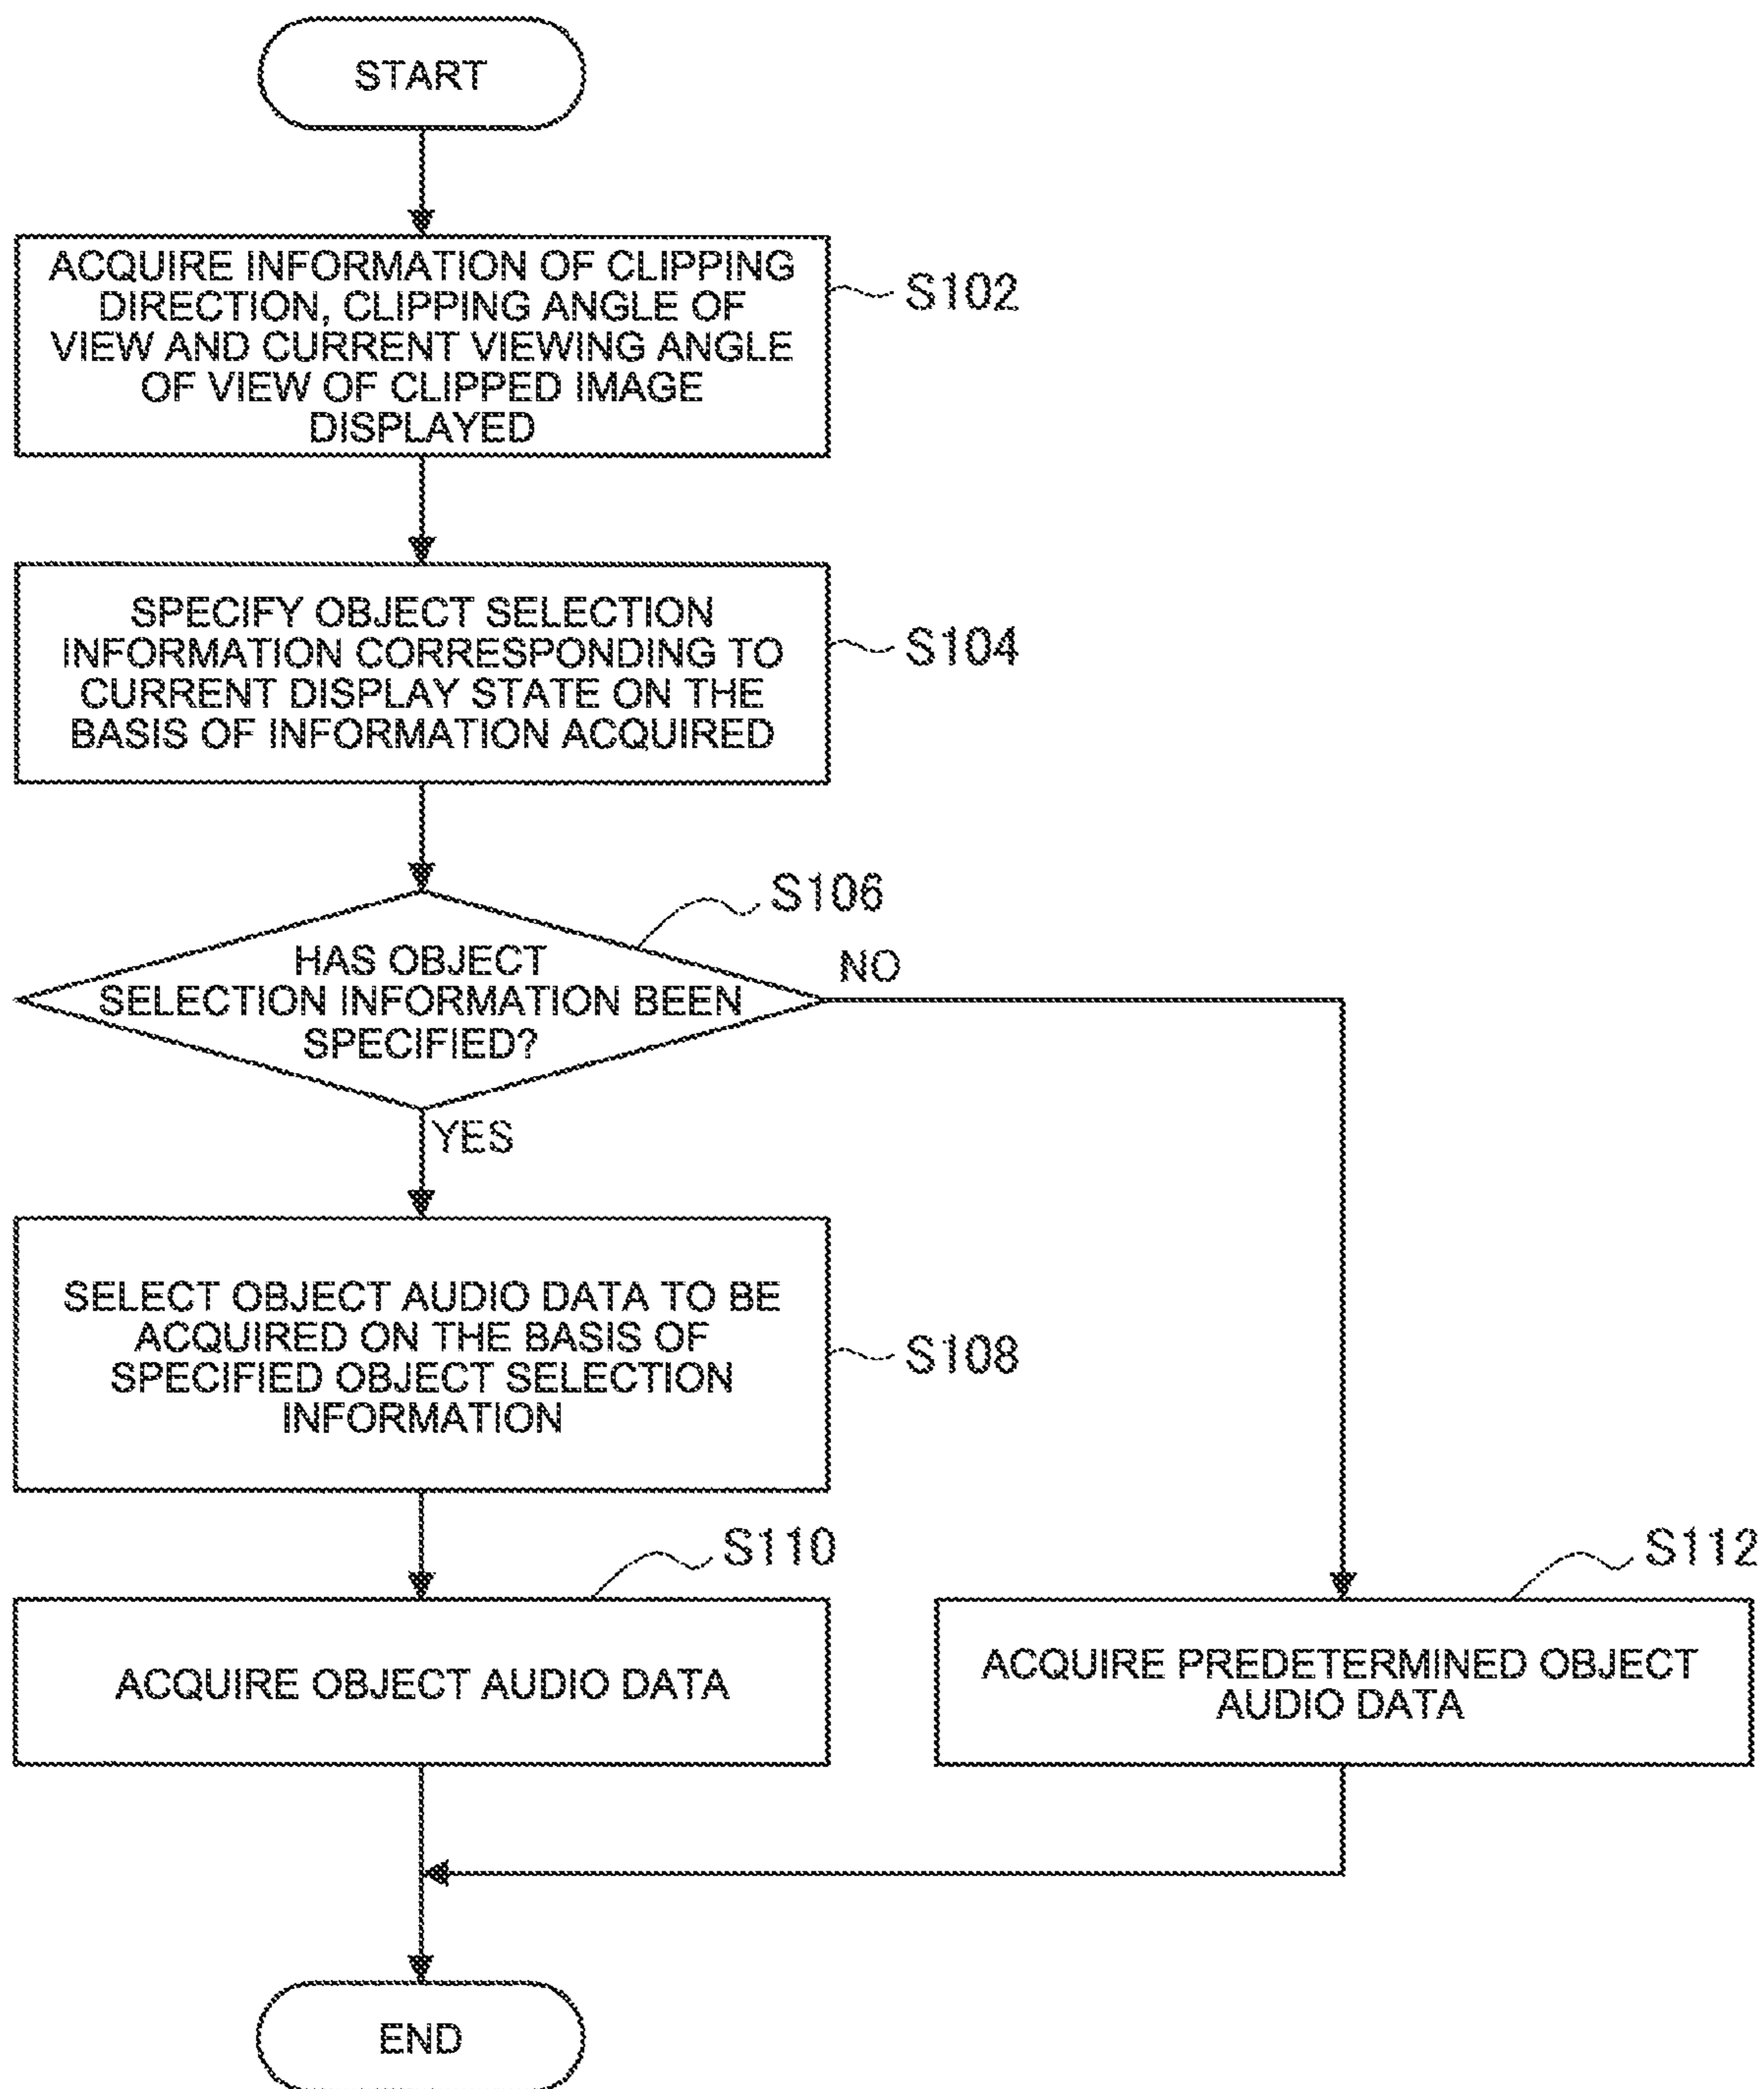 START
ACQUIRE INFORMATION OF CLIPPING
DIRECTION, CLIPPING ANGLE OF
VIEW AND CURRENT VIEWING ANGLE
OF VIEW OF CLIPPED IMAGE
DISPLAYED
S102
SPECIFY OBJECT SELECTION
INFORMATION CORRESPONDING TO
CURRENT DISPLAY STATE ON THE
BASIS OF INFORMATION ACQUIRED
S104
S106
HAS OBJECT
SELECTION INFORMATION BEEN
SPECIFIED?
NO
YES
SELECT OBJECT AUDIO DATA TO BE
ACQUIRED ON THE BASIS OF
SPECIFIED OBJECT SELECTION
INFORMATION
S108
S110
ACQUIRE OBJECT AUDIO DATA
S112
ACQUIRE PREDETERMINED OBJECT
AUDIO DATA
END